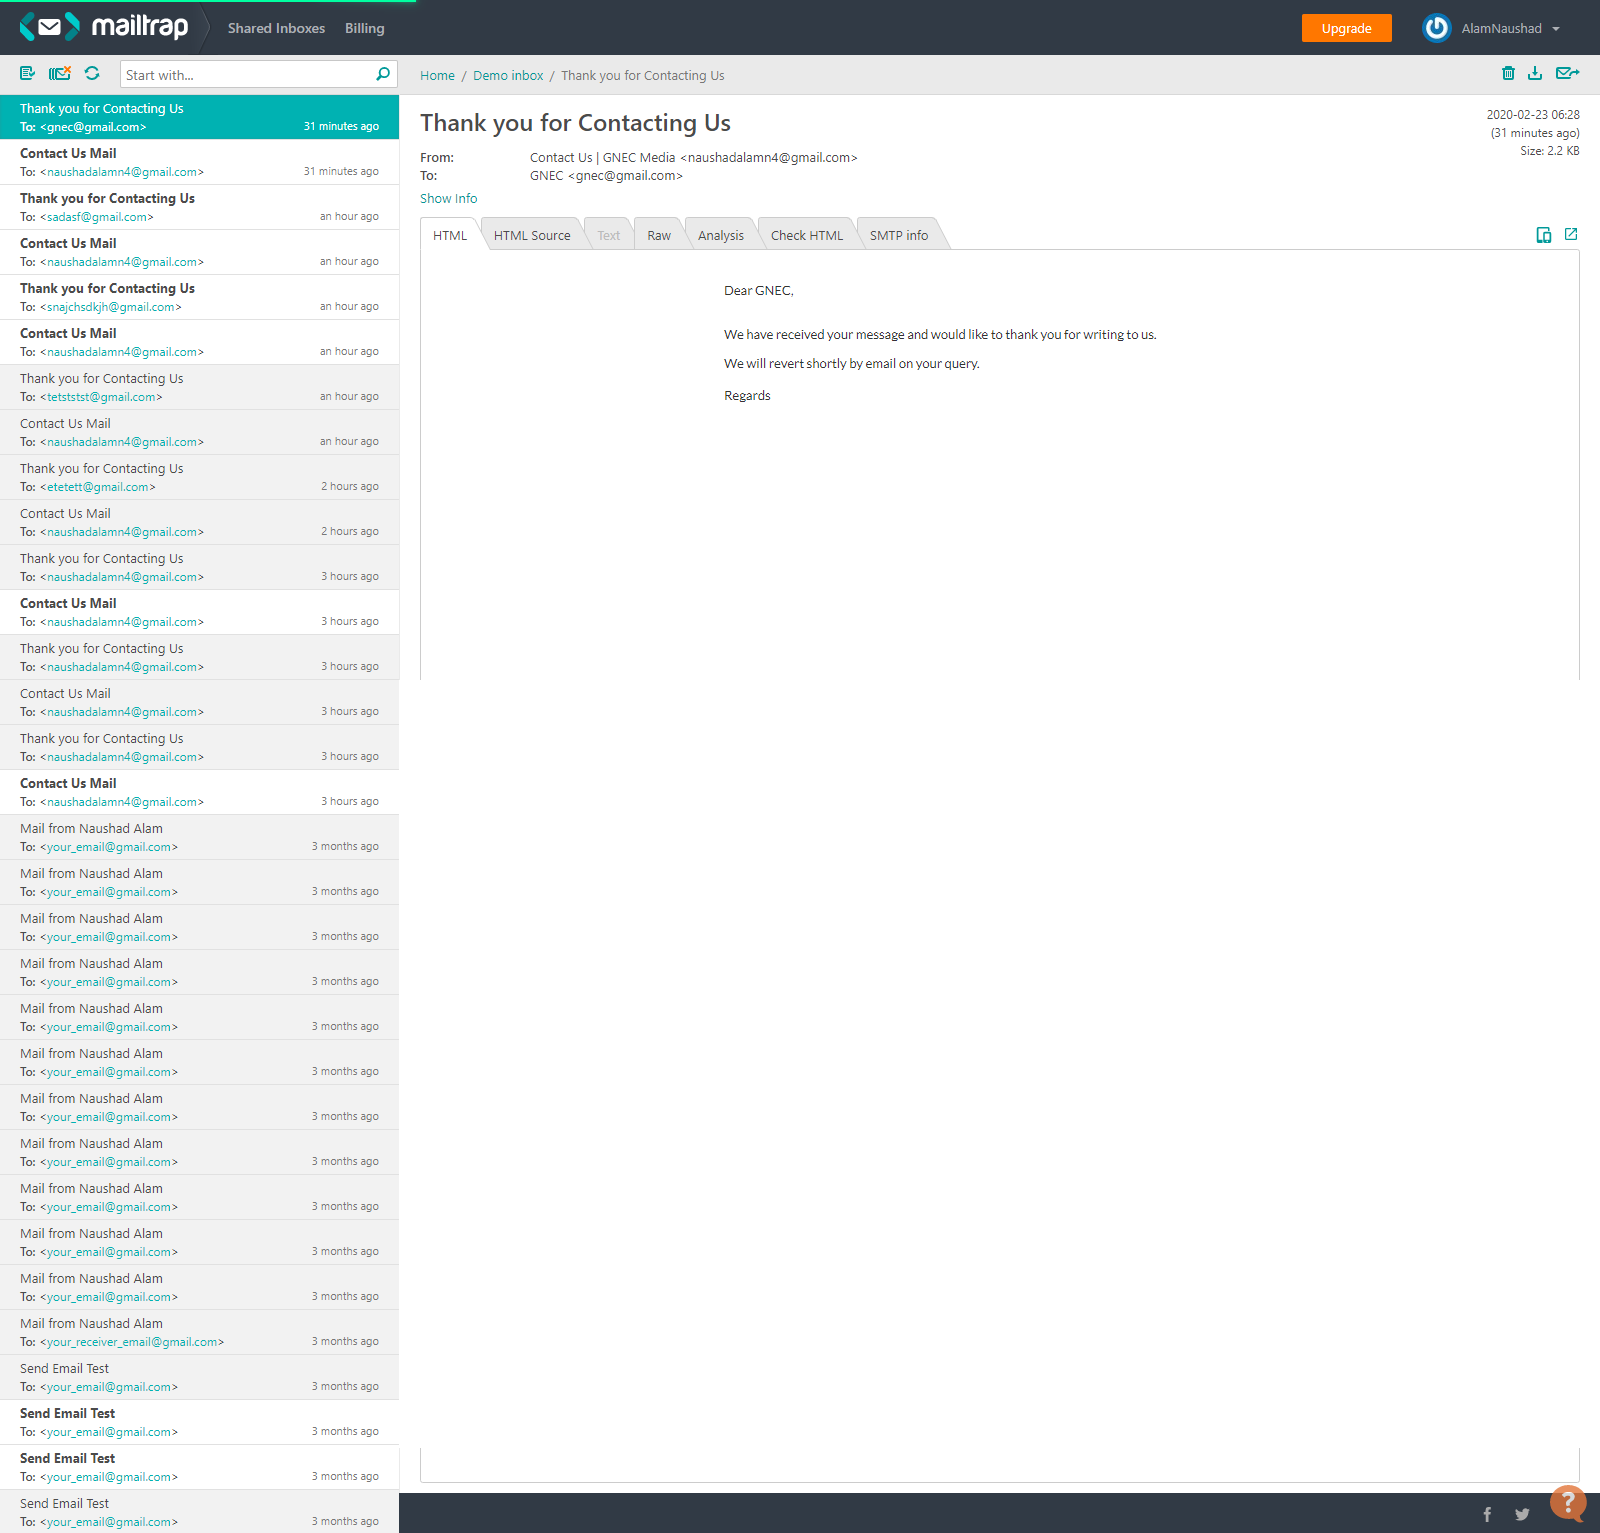 mailtrap
Shared Inboxes
Billing
Upgrade
AlamNaushad
Start with...
Home / Demo inbox / Thank you for Contacting Us
Thank you for Contacting Us
To: <gnec@gmail.com> 31 minutes ago
Contact Us Mail
To: <naushadalamn4@gmail.com> 31 minutes ago
Thank you for Contacting Us
To: <sadasf@gmail.com> an hour ago
Contact Us Mail
To: <naushadalamn4@gmail.com> an hour ago
Thank you for Contacting Us
To: <snajchsdkjh@gmail.com> an hour ago
Contact Us Mail
To: <naushadalamn4@gmail.com> an hour ago
Thank you for Contacting Us
To: <tetststst@gmail.com> an hour ago
Contact Us Mail
To: <naushadalamn4@gmail.com> an hour ago
Thank you for Contacting Us
To: <etetett@gmail.com> 2 hours ago
Contact Us Mail
To: <naushadalamn4@gmail.com> 2 hours ago
Thank you for Contacting Us
To: <naushadalamn4@gmail.com> 3 hours ago
Contact Us Mail
To: <naushadalamn4@gmail.com> 3 hours ago
Thank you for Contacting Us
To: <naushadalamn4@gmail.com> 3 hours ago
Contact Us Mail
To: <naushadalamn4@gmail.com> 3 hours ago
Thank you for Contacting Us
To: <naushadalamn4@gmail.com> 3 hours ago
Contact Us Mail
To: <naushadalamn4@gmail.com> 3 hours ago
Mail from Naushad Alam
To: <your_email@gmail.com> 3 months ago
Mail from Naushad Alam
To: <your_email@gmail.com> 3 months ago
Mail from Naushad Alam
To: <your_email@gmail.com> 3 months ago
Mail from Naushad Alam
To: <your_email@gmail.com> 3 months ago
Mail from Naushad Alam
To: <your_email@gmail.com> 3 months ago
Mail from Naushad Alam
To: <your_email@gmail.com> 3 months ago
Mail from Naushad Alam
To: <your_email@gmail.com> 3 months ago
Mail from Naushad Alam
To: <your_email@gmail.com> 3 months ago
Mail from Naushad Alam
To: <your_email@gmail.com> 3 months ago
Mail from Naushad Alam
To: <your_email@gmail.com> 3 months ago
Mail from Naushad Alam
To: <your_email@gmail.com> 3 months ago
Mail from Naushad Alam
To: <your_receiver_email@gmail.com> 3 months ago
Send Email Test
To: <your_email@gmail.com> 3 months ago
Send Email Test
To: <your_email@gmail.com> 3 months ago
Send Email Test
To: <your_email@gmail.com> 3 months ago
Send Email Test
To: <your_email@gmail.com> 3 months ago
Thank you for Contacting Us
2020-02-23 06:28
(31 minutes ago)
Size: 2.2 KB
From: Contact Us | GNEC Media <naushadalamn4@gmail.com>
To: GNEC <gnec@gmail.com>
Show Info
HTML
HTML Source
Text
Raw
Analysis
Check HTML
SMTP info
Dear GNEC,
We have received your message and would like to thank you for writing to us.
We will revert shortly by email on your query.
Regards